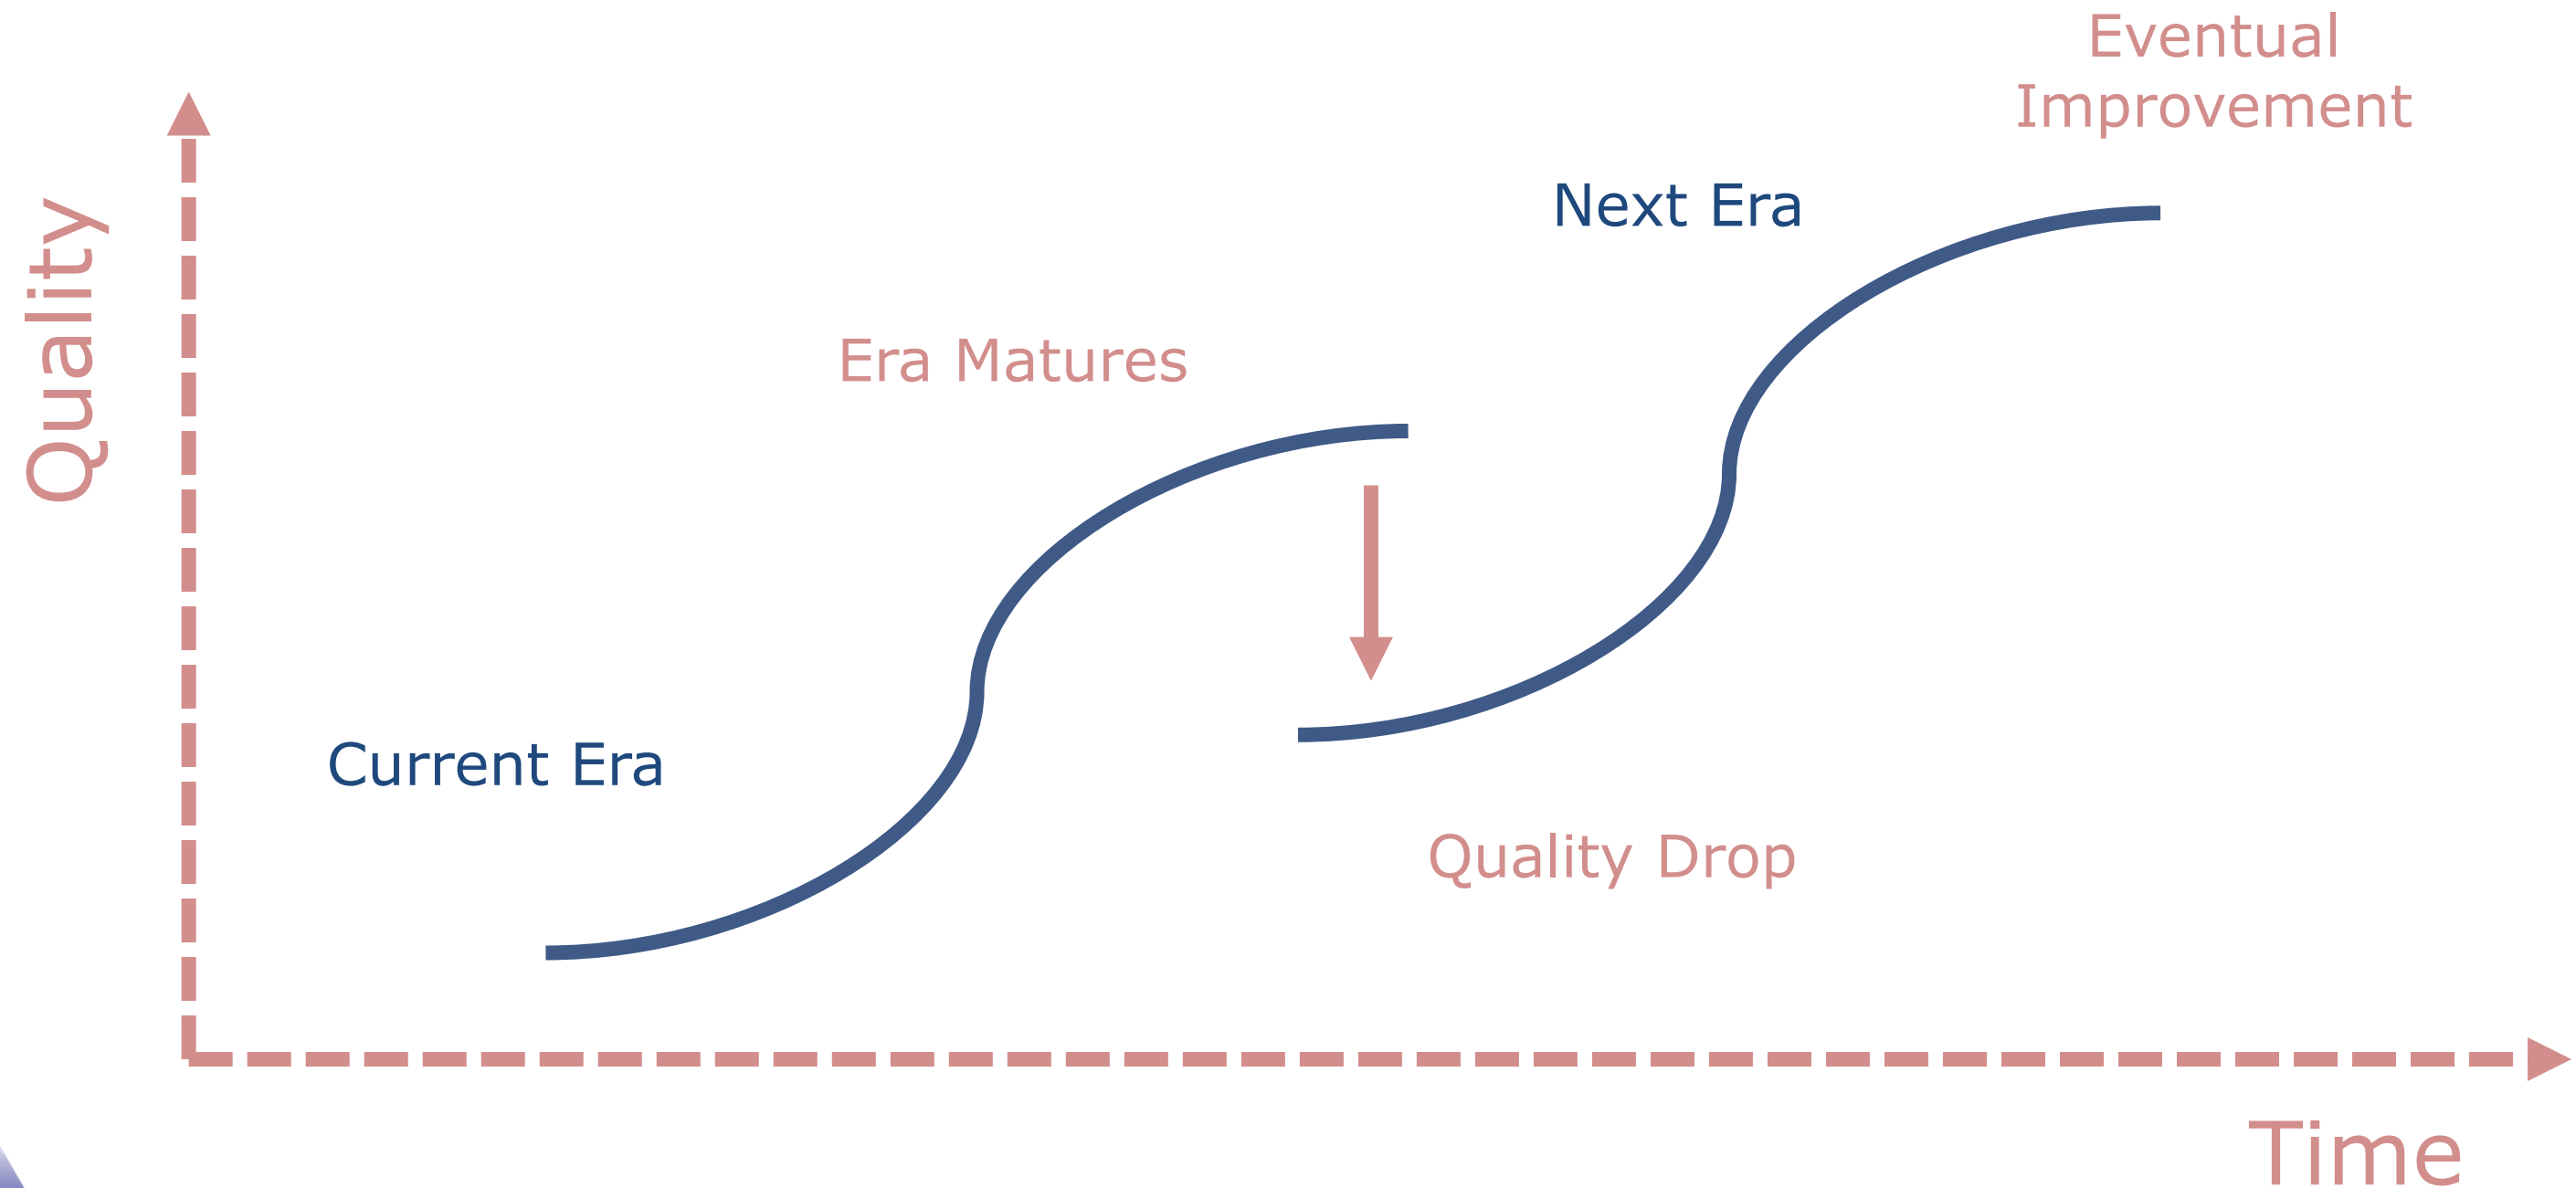 Eventual
Improvement
Next Era
Quality
Era Matures
Current Era
Quality Drop
Time